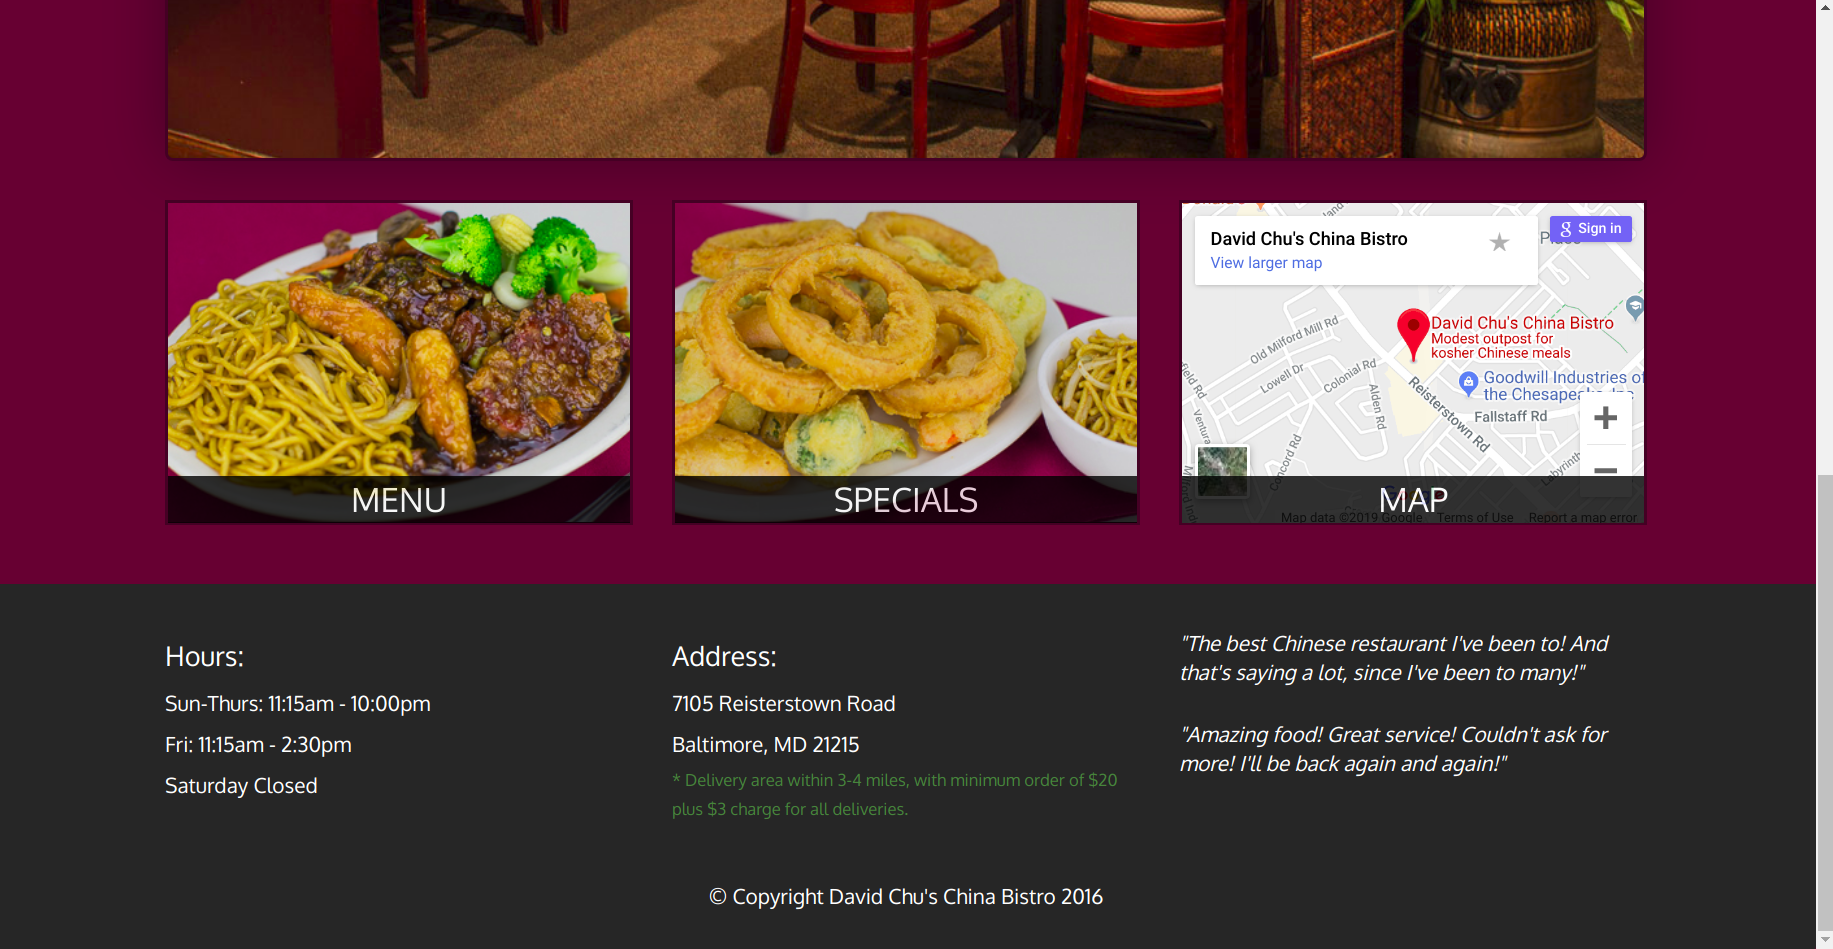 David Chu's China Bistro
View larger map
Sign in
David Chu's China Bistro
Modest outpost for
kosher Chinese meals
Old Milford Mill Rd
Lowell Dr
Colonial Rd
Alden Rd
Reisterstown Rd
Goodwill Industries of
the Chesapeake, Inc
Fallstaff Rd
field Rd
Ventura
Concord Rd
Labyrinth
MENU
SPECIALS
MAP
Map data ©2019 Google
Terms of Use
Report a map error
Hours:
Sun-Thurs: 11:15am - 10:00pm
Fri: 11:15am - 2:30pm
Saturday Closed
Address:
7105 Reisterstown Road
Baltimore, MD 21215
* Delivery area within 3-4 miles, with minimum order of $20
plus $3 charge for all deliveries.
"The best Chinese restaurant I've been to! And
that's saying a lot, since I've been to many!"
"Amazing food! Great service! Couldn't ask for
more! I'll be back again and again!"
© Copyright David Chu's China Bistro 2016